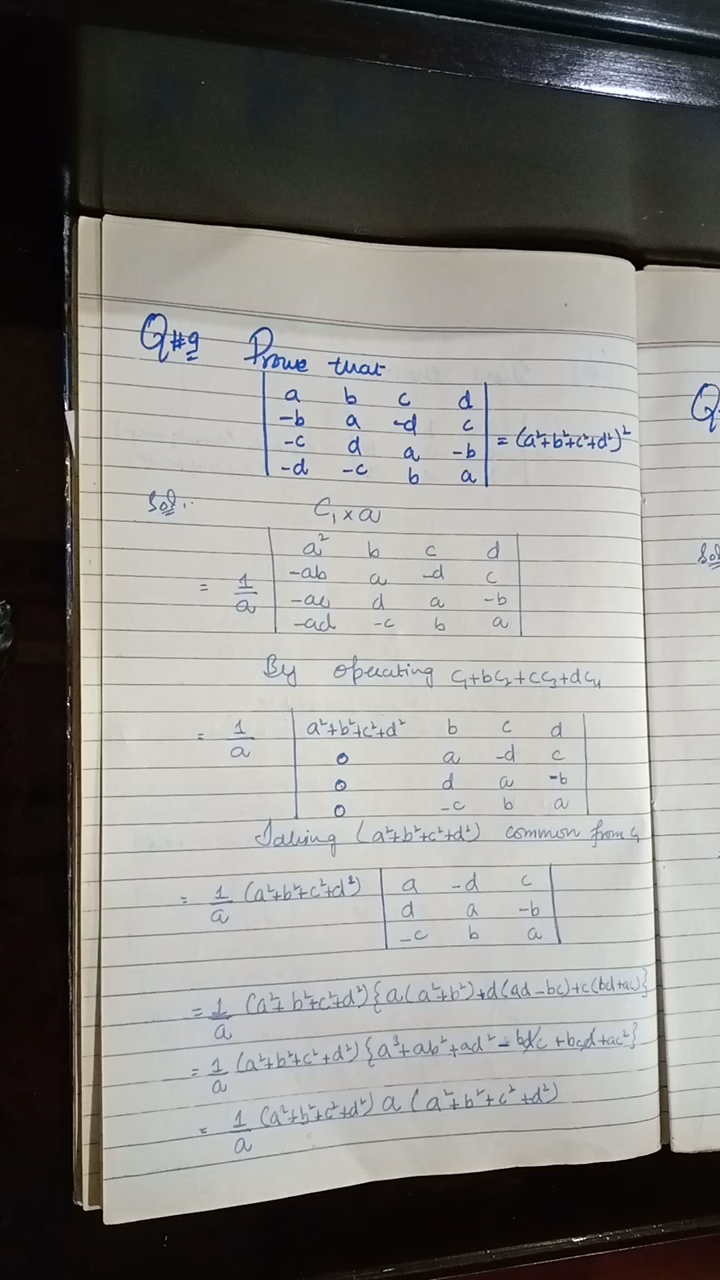 Q#9 Prove that
| a b c d |
| -b a -d c |
| -c d a -b | = (a²+b²+c²+d²)²
| -d -c b a |
Sol..
C₁ × a
| a² b c d |
= 1/a | -ab a -d c |
| -ac d a -b |
| -ad -c b a |
By operating C₁+bC₂+cC₃+dC₄
= 1/a | a²+b²+c²+d² b c d |
| 0 a -d c |
| 0 d a -b |
| 0 -c b a |
Taking (a²+b²+c²+d²) common from C₁
= 1/a (a²+b²+c²+d²) | a -d c |
| d a -b |
| -c b a |
= 1/a (a²+b²+c²+d²){a(a²+b²)+d(ad-bc)+c(bd+ac)}
= 1/a (a²+b²+c²+d²){a³+ab²+ad²-bdc+bcd+ac²}
= 1/a (a²+b²+c²+d²) a (a²+b²+c²+d²)
Q
Sol